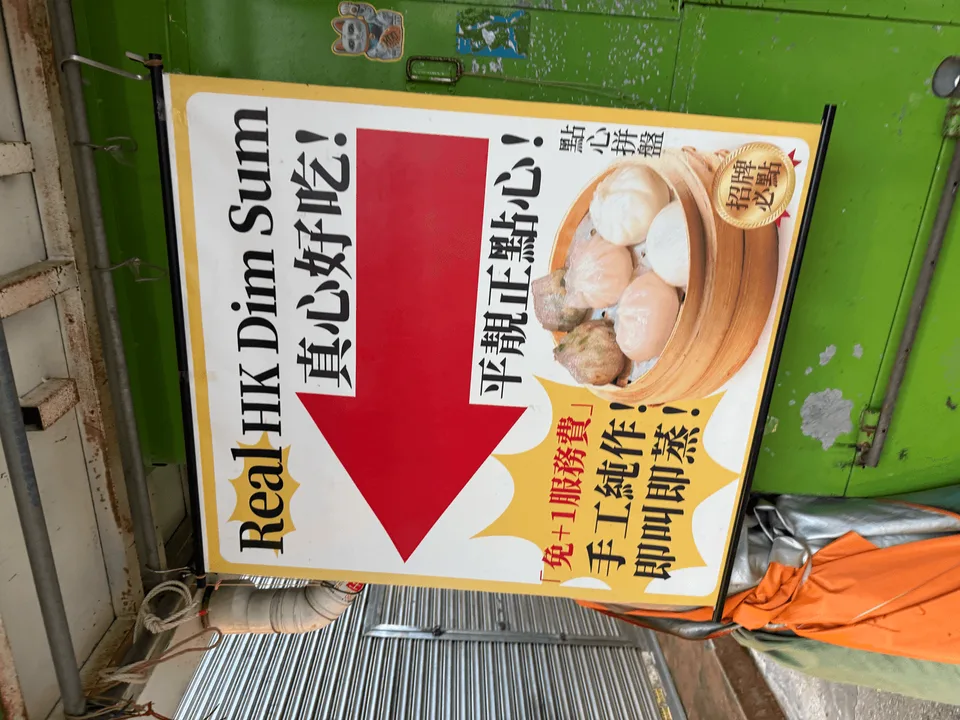 Real HK Dim Sum
真心好吃!
平靚正點心!
點心拼盤
招牌
必點
「免+1服務費」
手工純作!
即叫即蒸!